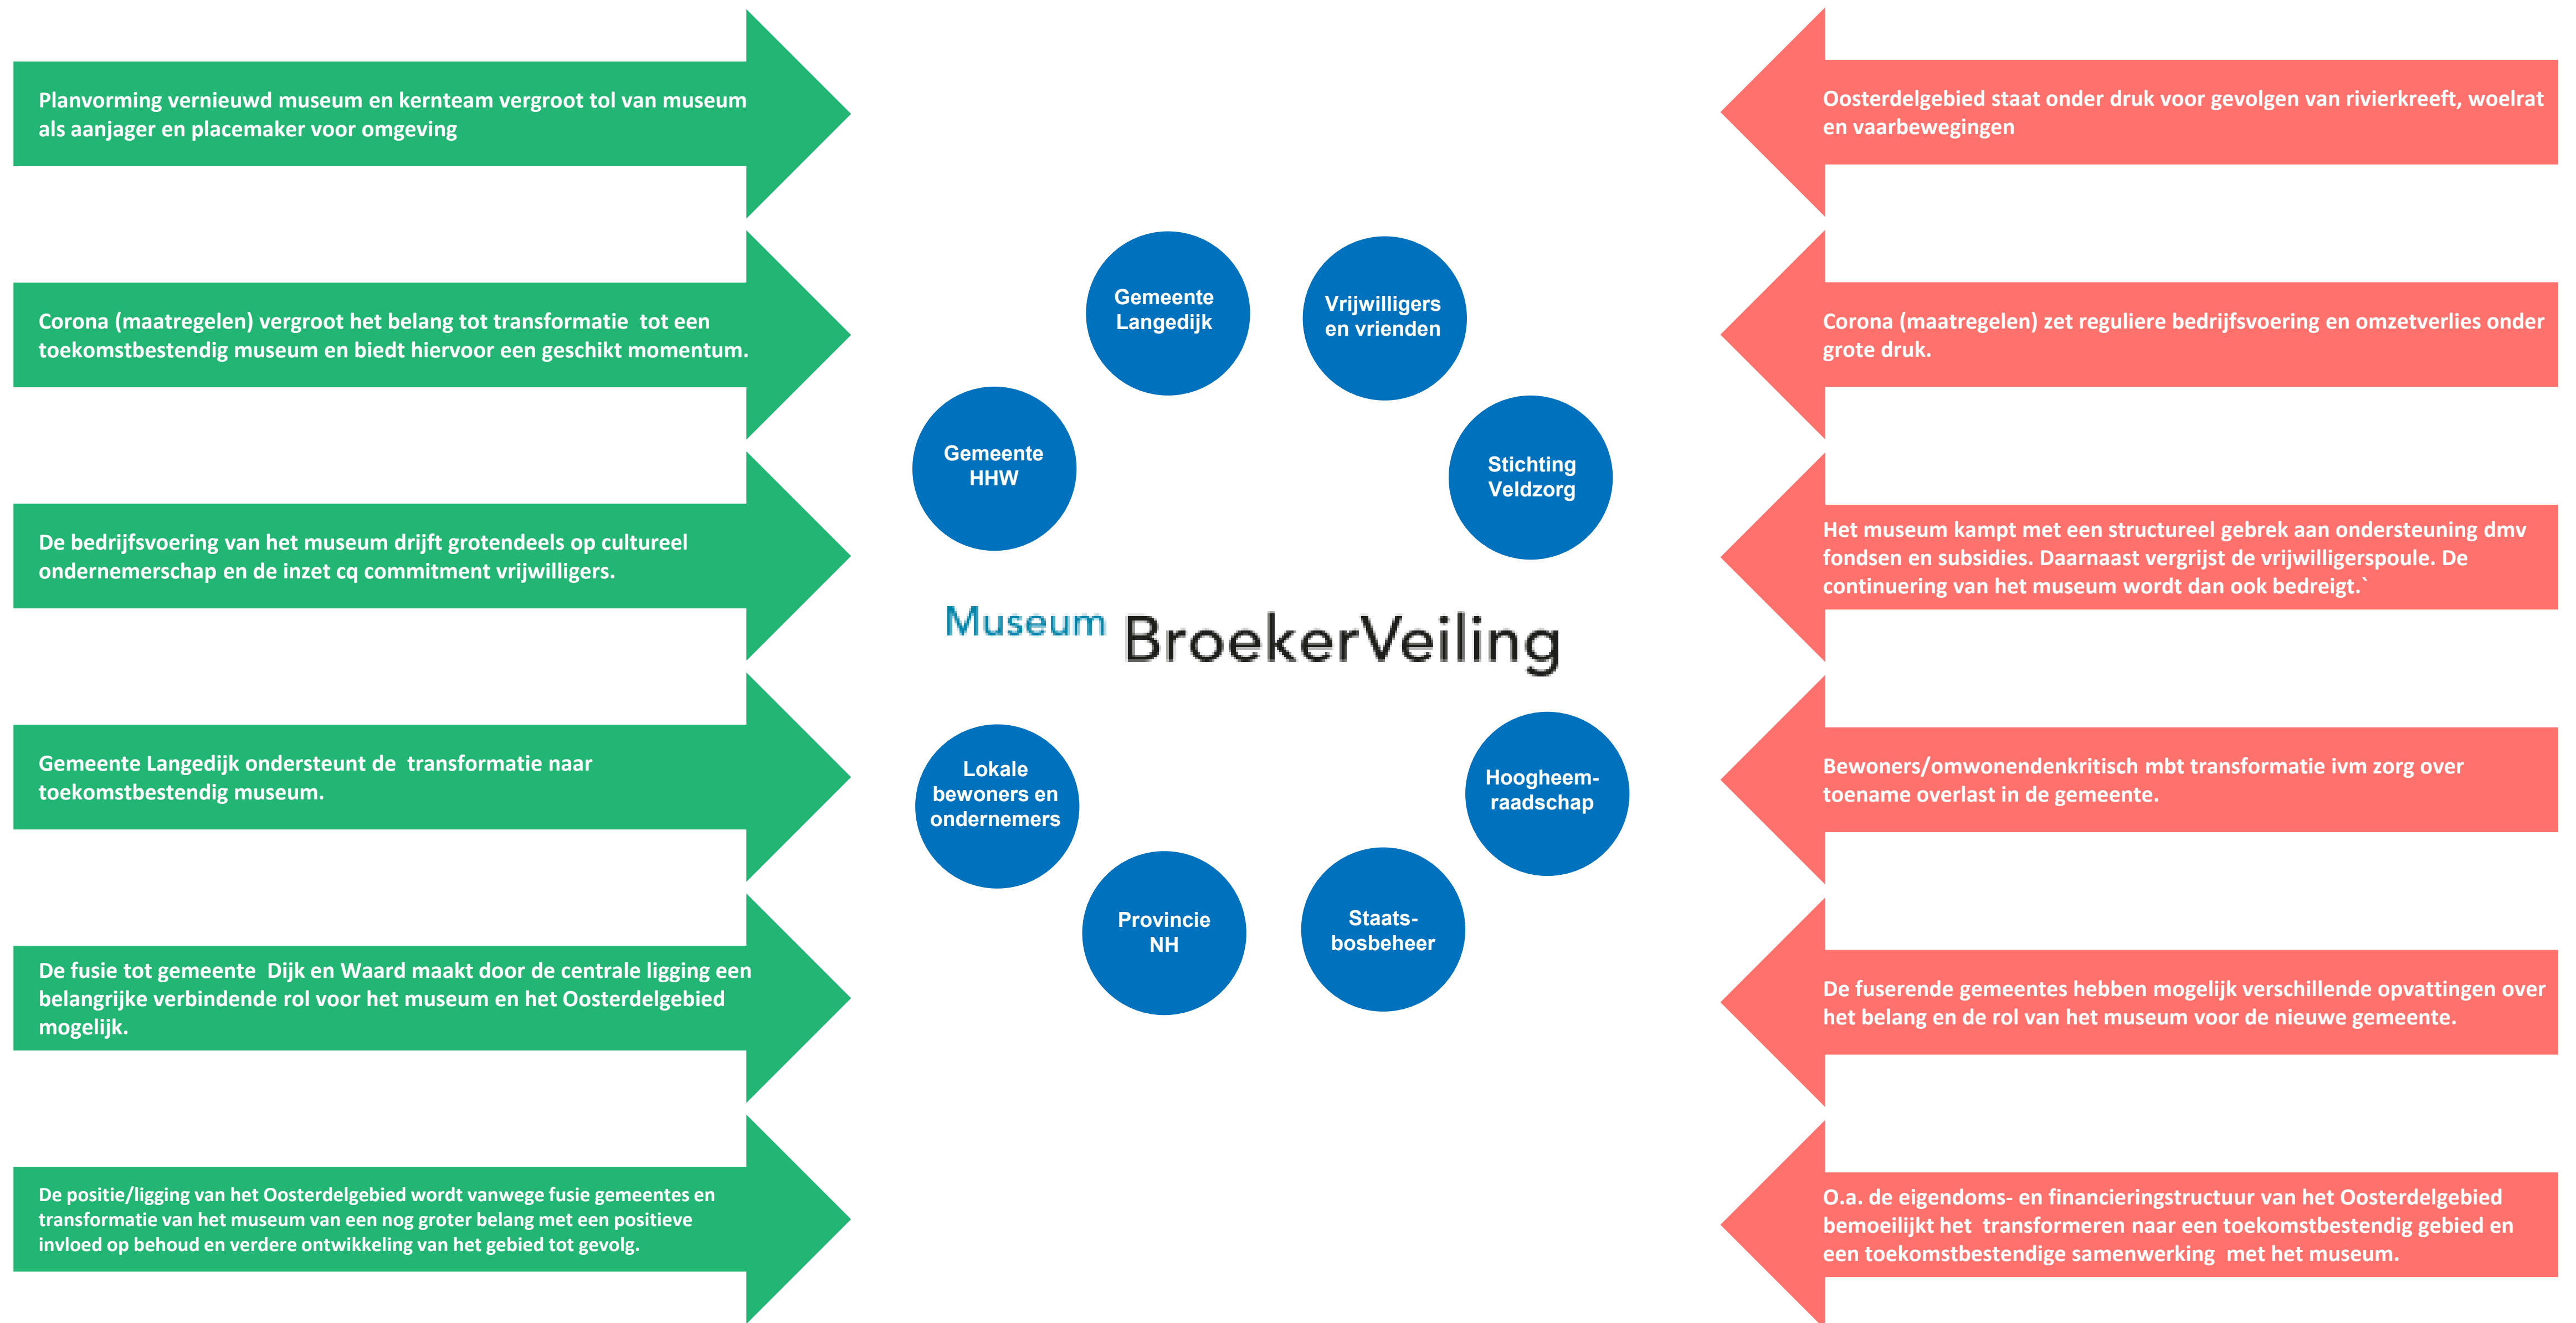 Planvorming vernieuwd museum en kernteam vergroot tol van museum
als aanjager en placemaker voor omgeving
Corona (maatregelen) vergroot het belang tot transformatie  tot een
toekomstbestendig museum en biedt hiervoor een geschikt momentum.
De bedrijfsvoering van het museum drijft grotendeels op cultureel
ondernemerschap en de inzet cq commitment vrijwilligers.
Gemeente Langedijk ondersteunt de  transformatie naar
toekomstbestendig museum.
De fusie tot gemeente  Dijk en Waard maakt door de centrale ligging een
belangrijke verbindende rol voor het museum en het Oosterdelgebied
mogelijk.
De positie/ligging van het Oosterdelgebied wordt vanwege fusie gemeentes en
transformatie van het museum van een nog groter belang met een positieve
invloed op behoud en verdere ontwikkeling van het gebied tot gevolg.
Gemeente
Langedijk
Vrijwilligers
en vrienden
Gemeente
HHW
Stichting
Veldzorg
Museum BroekerVeiling
Lokale
bewoners en
ondernemers
Hoogheem-
raadschap
Provincie
NH
Staats-
bosbeheer
Oosterdelgebied staat onder druk voor gevolgen van rivierkreeft, woelrat
en vaarbewegingen
Corona (maatregelen) zet reguliere bedrijfsvoering en omzetverlies onder
grote druk.
Het museum kampt met een structureel gebrek aan ondersteuning dmv
fondsen en subsidies. Daarnaast vergrijst de vrijwilligerspoule. De
continuering van het museum wordt dan ook bedreigt.`
Bewoners/omwonendenkritisch mbt transformatie ivm zorg over
toename overlast in de gemeente.
De fuserende gemeentes hebben mogelijk verschillende opvattingen over
het belang en de rol van het museum voor de nieuwe gemeente.
O.a. de eigendoms- en financieringstructuur van het Oosterdelgebied
bemoeilijkt het  transformeren naar een toekomstbestendig gebied en
een toekomstbestendige samenwerking  met het museum.